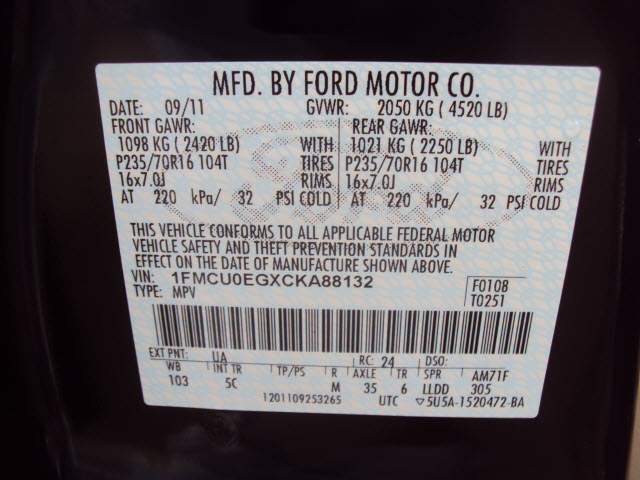 MFD. BY FORD MOTOR CO.
DATE: 09/11 GVWR: 2050 KG ( 4520 LB)
FRONT GAWR: REAR GAWR:
1098 KG ( 2420 LB) WITH 1021 KG ( 2250 LB) WITH
P235/70R16 104T TIRES P235/70R16 104T TIRES
16x7.0J RIMS 16x7.0J RIMS
AT 220 kPa/ 32 PSI COLD AT 220 kPa/ 32 PSI COLD
THIS VEHICLE CONFORMS TO ALL APPLICABLE FEDERAL MOTOR
VEHICLE SAFETY AND THEFT PREVENTION STANDARDS IN
EFFECT ON THE DATE OF MANUFACTURE SHOWN ABOVE.
VIN: 1FMCU0EGXCKA88132 F0108
TYPE: MPV T0251
EXT PNT: UA RC: 24 DSO:
WB INT TR TP/PS R AXLE TR SPR AM71F
103 5C M 35 6 LLDD 305
1201109253265 UTC ▽5U5A-1520472-BA